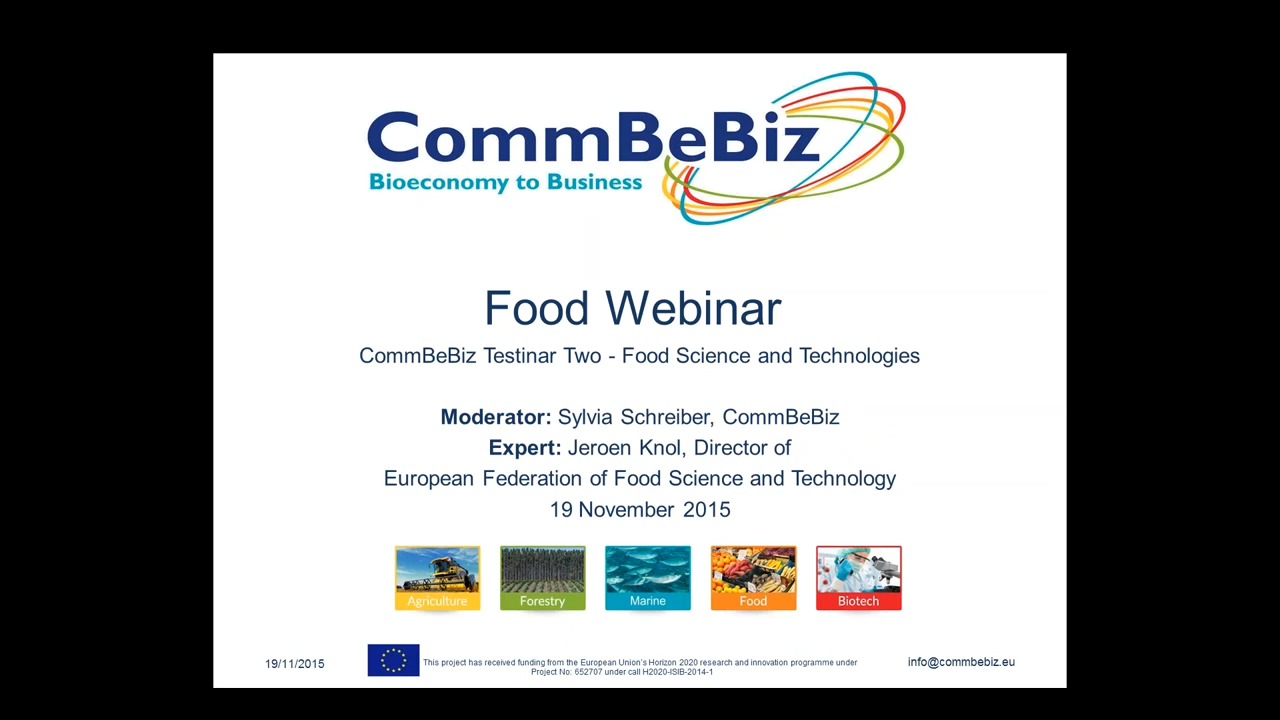 CommBeBiz
Bioeconomy to Business
Food Webinar
CommBeBiz Testinar Two - Food Science and Technologies
Moderator: Sylvia Schreiber, CommBeBiz
Expert: Jeroen Knol, Director of
European Federation of Food Science and Technology
19 November 2015
Agriculture
Forestry
Marine
Food
Biotech
19/11/2015
This project has received funding from the European Union's Horizon 2020 research and innovation programme under
Project No: 652707 under call H2020-ISIB-2014-1
info@commbebiz.eu